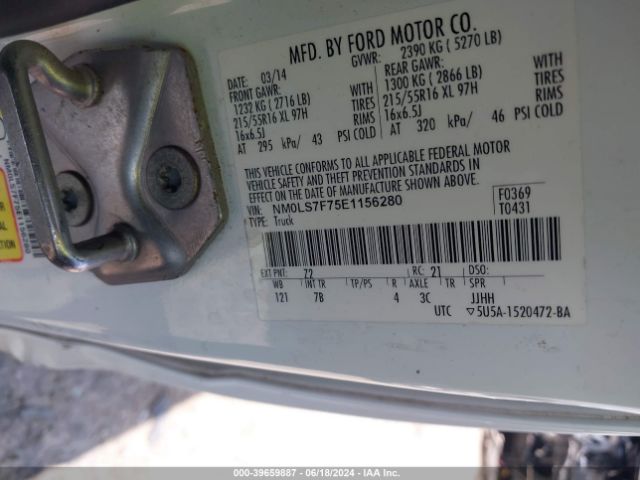 MFD. BY FORD MOTOR CO.
DATE: 03/14 GVWR: 2390 KG ( 5270 LB)
FRONT GAWR: REAR GAWR:
1232 KG ( 2716 LB) WITH 1300 KG ( 2866 LB) WITH
215/55R16 XL 97H TIRES 215/55R16 XL 97H TIRES
16x6.5J RIMS 16x6.5J RIMS
AT 295 kPa/ 43 PSI COLD AT 320 kPa/ 46 PSI COLD
THIS VEHICLE CONFORMS TO ALL APPLICABLE FEDERAL MOTOR
VEHICLE SAFETY AND THEFT PREVENTION STANDARDS IN
EFFECT ON THE DATE OF MANUFACTURE SHOWN ABOVE.
VIN: NM0LS7F75E1156280 F0369
TYPE: Truck T0431
EXT PNT: Z2 RC: 21 DSO:
WB INT TR TP/PS R AXLE TR SPR
121 7B 4 3C JJHH
UTC ▽5U5A-1520472-BA
000-39659887 • 06/18/2024 • IAA Inc.